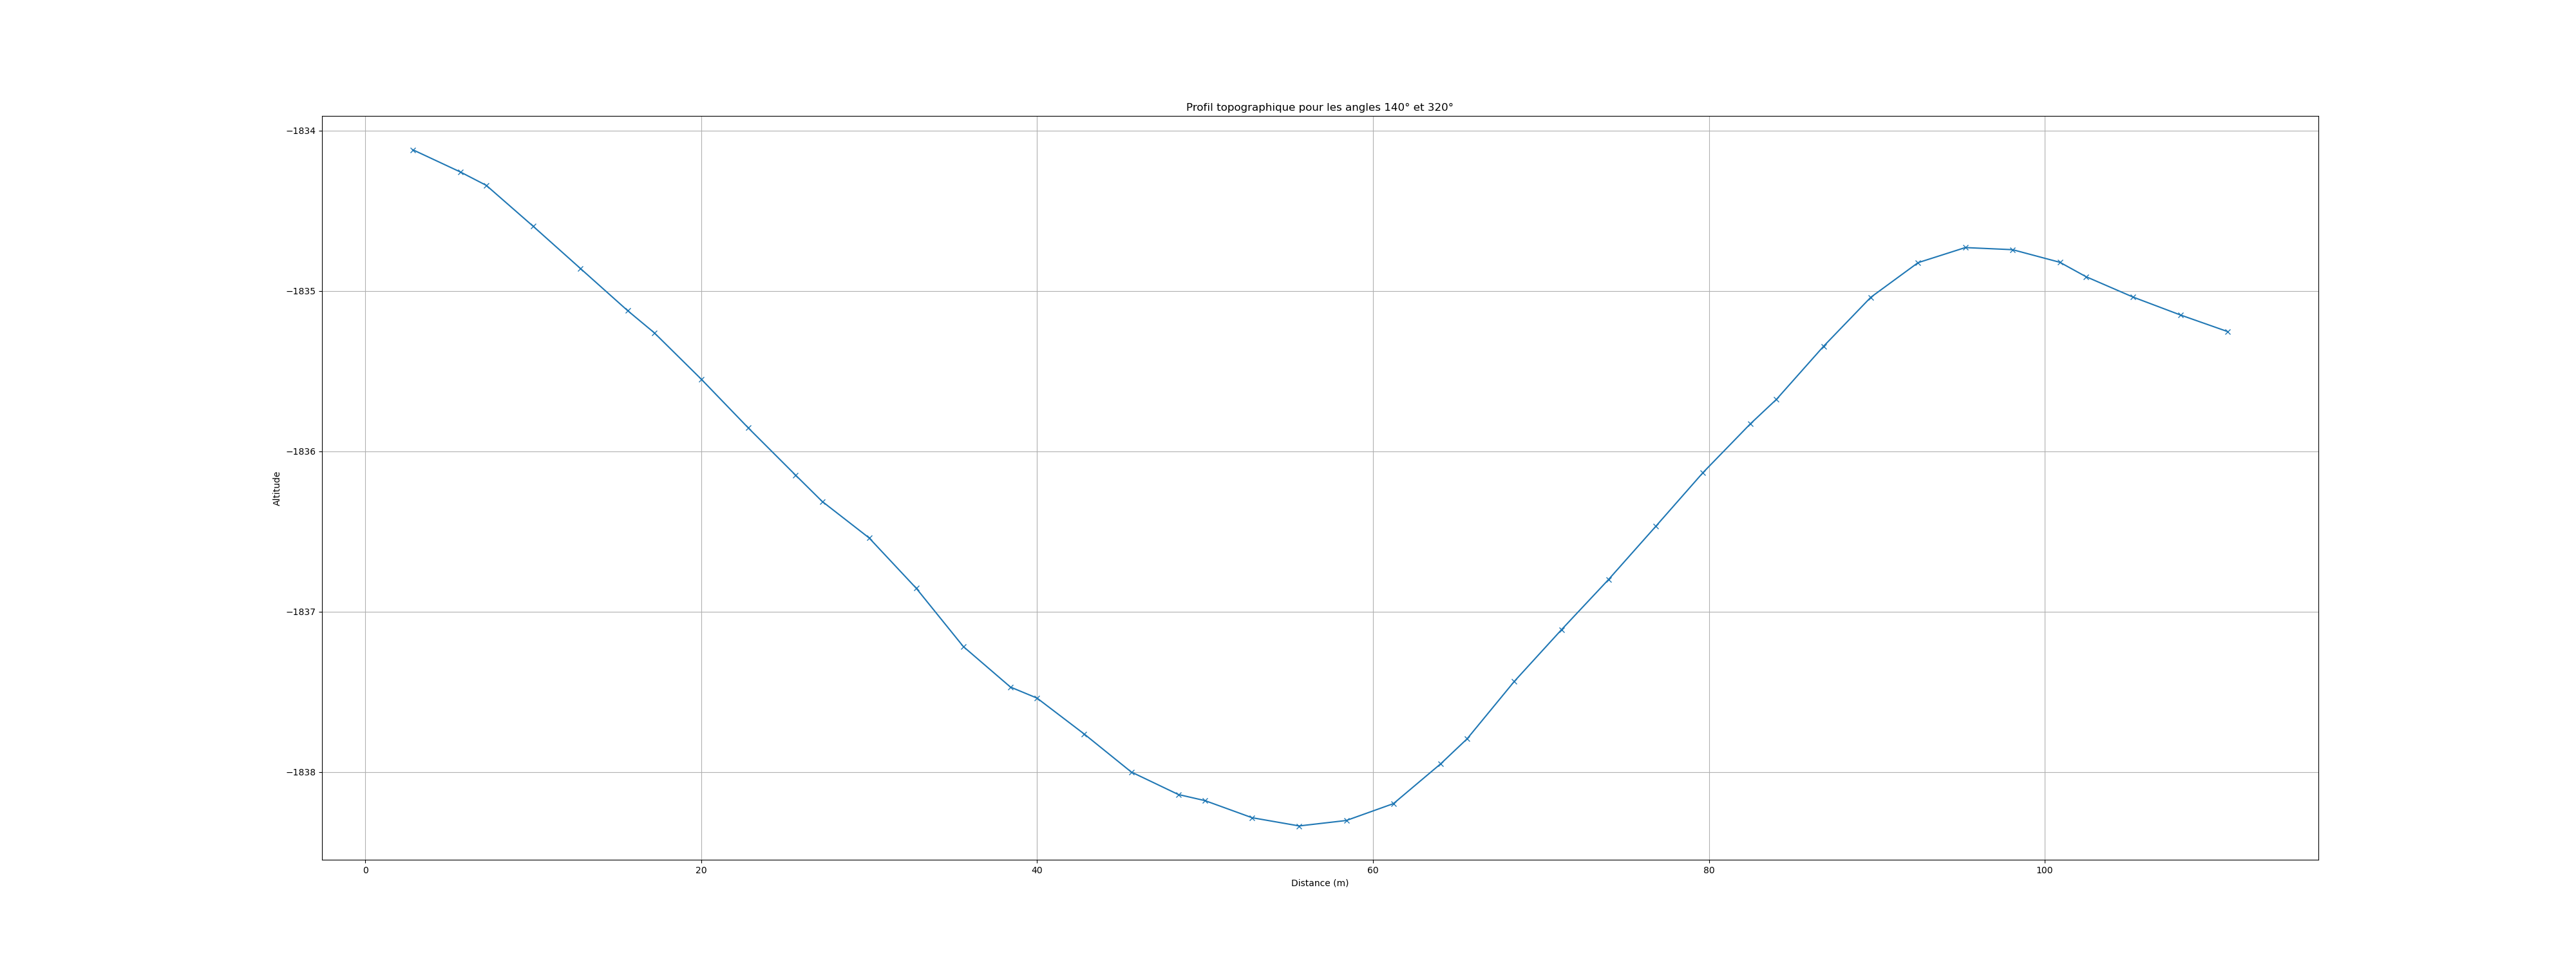 Profil topographique pour les angles 140° et 320°
−1834
−1835
−1836
−1837
−1838
Altitude
0 20 40 60 80 100
Distance (m)